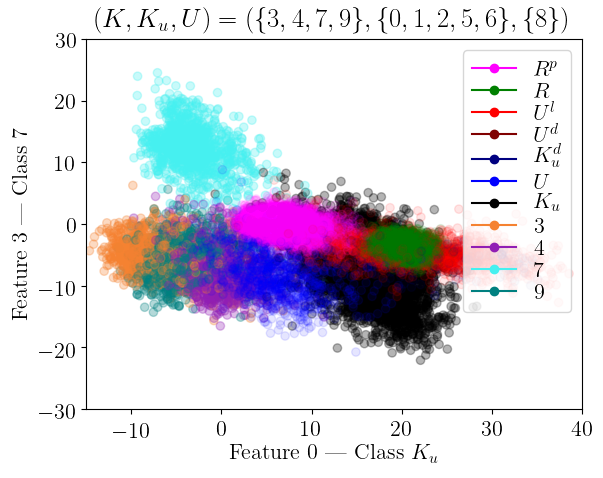 (K, K_u, U) = ({3, 4, 7, 9}, {0, 1, 2, 5, 6}, {8})
30
20
10
0
−10
−20
−30
Feature 3 — Class 7
R^p
R
U^l
U^d
K_u^d
U
K_u
3
4
7
9
−10
0
10
20
30
40
Feature 0 — Class K_u